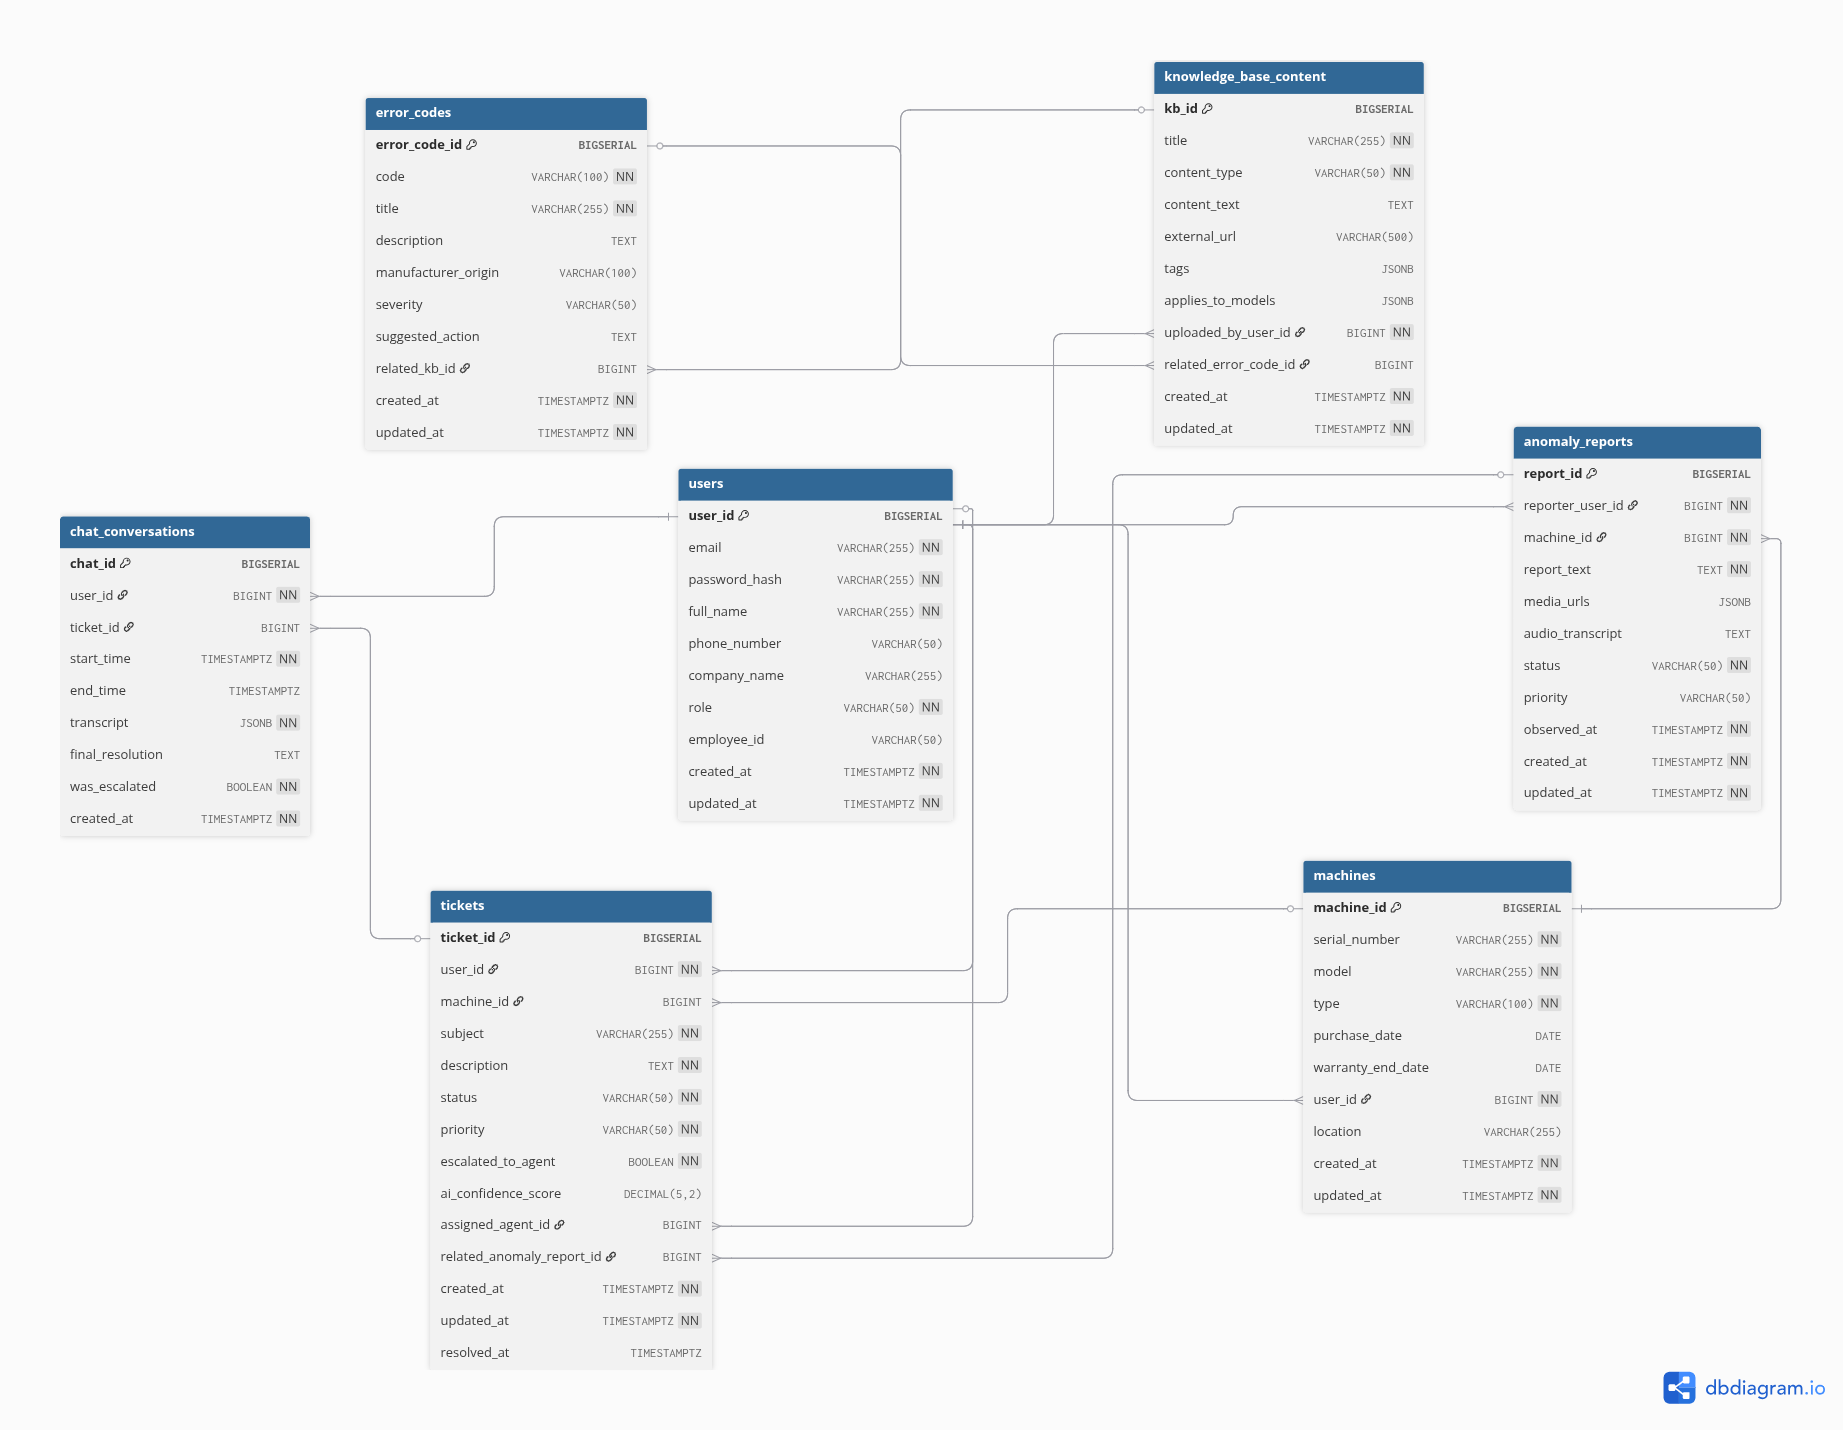 knowledge_base_content
kb_id BIGSERIAL
title VARCHAR(255) NN
content_type VARCHAR(50) NN
content_text TEXT
external_url VARCHAR(500)
tags JSONB
applies_to_models JSONB
uploaded_by_user_id BIGINT NN
related_error_code_id BIGINT
created_at TIMESTAMPTZ NN
updated_at TIMESTAMPTZ NN
error_codes
error_code_id BIGSERIAL
code VARCHAR(100) NN
title VARCHAR(255) NN
description TEXT
manufacturer_origin VARCHAR(100)
severity VARCHAR(50)
suggested_action TEXT
related_kb_id BIGINT
created_at TIMESTAMPTZ NN
updated_at TIMESTAMPTZ NN
anomaly_reports
report_id BIGSERIAL
reporter_user_id BIGINT NN
machine_id BIGINT NN
report_text TEXT NN
media_urls JSONB
audio_transcript TEXT
status VARCHAR(50) NN
priority VARCHAR(50)
observed_at TIMESTAMPTZ NN
created_at TIMESTAMPTZ NN
updated_at TIMESTAMPTZ NN
users
user_id BIGSERIAL
email VARCHAR(255) NN
password_hash VARCHAR(255) NN
full_name VARCHAR(255) NN
phone_number VARCHAR(50)
company_name VARCHAR(255)
role VARCHAR(50) NN
employee_id VARCHAR(50)
created_at TIMESTAMPTZ NN
updated_at TIMESTAMPTZ NN
chat_conversations
chat_id BIGSERIAL
user_id BIGINT NN
ticket_id BIGINT
start_time TIMESTAMPTZ NN
end_time TIMESTAMPTZ
transcript JSONB NN
final_resolution TEXT
was_escalated BOOLEAN NN
created_at TIMESTAMPTZ NN
machines
machine_id BIGSERIAL
serial_number VARCHAR(255) NN
model VARCHAR(255) NN
type VARCHAR(100) NN
purchase_date DATE
warranty_end_date DATE
user_id BIGINT NN
location VARCHAR(255)
created_at TIMESTAMPTZ NN
updated_at TIMESTAMPTZ NN
tickets
ticket_id BIGSERIAL
user_id BIGINT NN
machine_id BIGINT
subject VARCHAR(255) NN
description TEXT NN
status VARCHAR(50) NN
priority VARCHAR(50) NN
escalated_to_agent BOOLEAN NN
ai_confidence_score DECIMAL(5,2)
assigned_agent_id BIGINT
related_anomaly_report_id BIGINT
created_at TIMESTAMPTZ NN
updated_at TIMESTAMPTZ NN
resolved_at TIMESTAMPTZ
dbdiagram.io